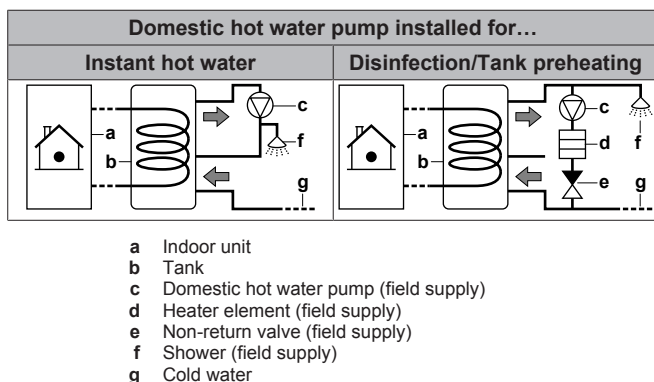 Domestic hot water pump installed for…
Instant hot water
Disinfection/Tank preheating
a
b
c
f
g
a
b
c
d
f
e
g
a Indoor unit
b Tank
c Domestic hot water pump (field supply)
d Heater element (field supply)
e Non-return valve (field supply)
f Shower (field supply)
g Cold water